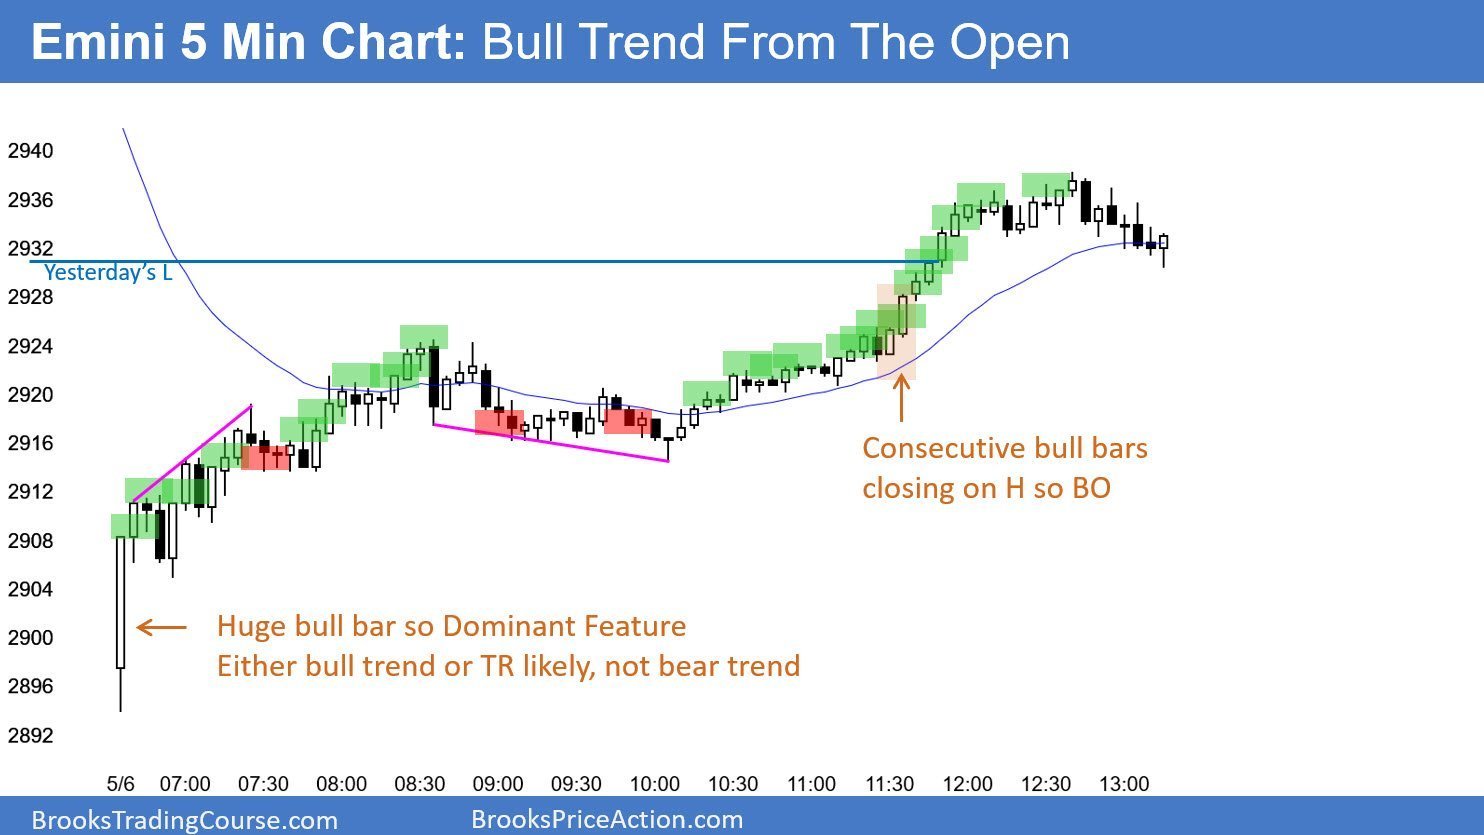 Emini 5 Min Chart: Bull Trend From The Open
2940
2936
2932
Yesterday's L
2928
2924
2920
2916
2912
2908
2904
2900
2896
2892
Consecutive bull bars
closing on H so BO
Huge bull bar so Dominant Feature
Either bull trend or TR likely, not bear trend
5/6 07:00 07:30 08:00 08:30 09:00 09:30 10:00 10:30 11:00 11:30 12:00 12:30 13:00
BrooksTradingCourse.com BrooksPriceAction.com